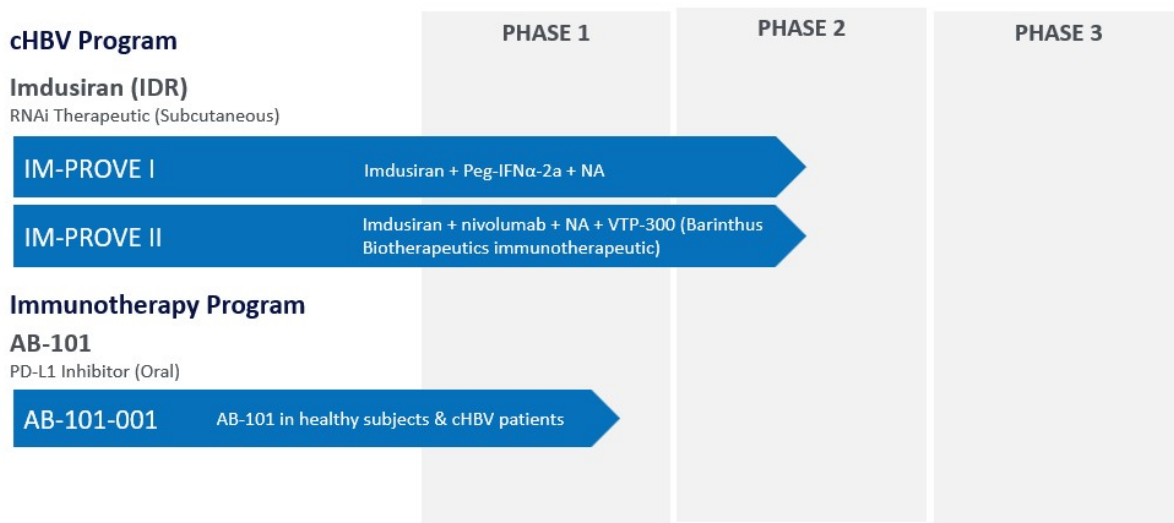 cHBV Program
PHASE 1
PHASE 2
PHASE 3
Imdusiran (IDR)
RNAi Therapeutic (Subcutaneous)
IM-PROVE I
Imdusiran + Peg-IFNα-2a + NA
IM-PROVE II
Imdusiran + nivolumab + NA + VTP-300 (Barinthus
Biotherapeutics immunotherapeutic)
Immunotherapy Program
AB-101
PD-L1 Inhibitor (Oral)
AB-101-001
AB-101 in healthy subjects & cHBV patients